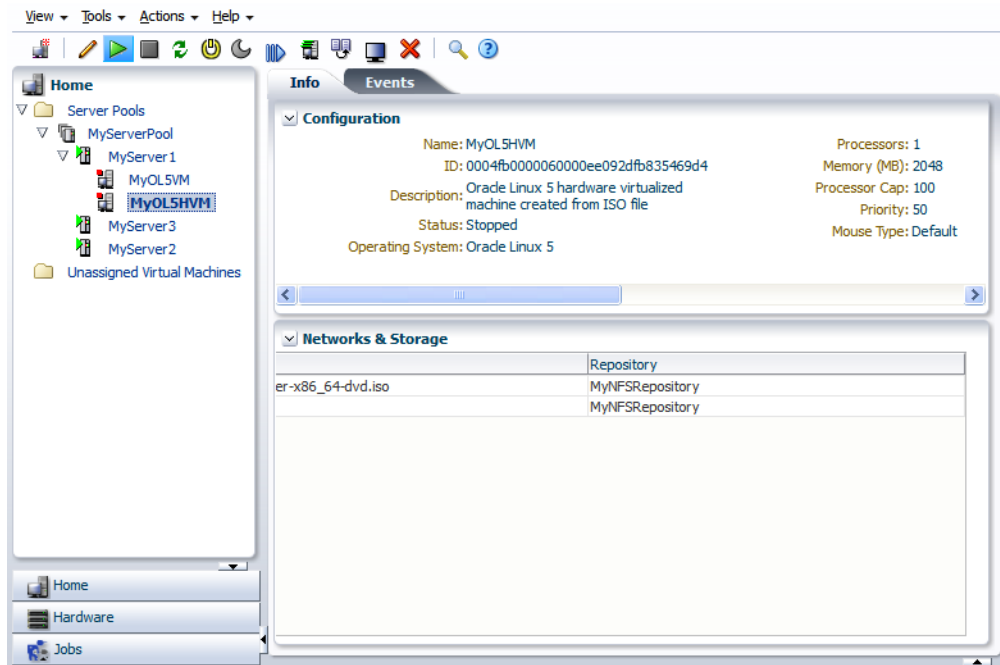 View Tools Actions Help
Home
Server Pools
MyServerPool
MyServer1
MyOL5VM
MyOL5HVM
MyServer3
MyServer2
Unassigned Virtual Machines
Home
Hardware
Jobs
Info Events
Configuration
Name: MyOL5HVM
ID: 0004fb0000060000ee092dfb835469d4
Description: Oracle Linux 5 hardware virtualized
machine created from ISO file
Status: Stopped
Operating System: Oracle Linux 5
Processors: 1
Memory (MB): 2048
Processor Cap: 100
Priority: 50
Mouse Type: Default
Networks & Storage
Repository
er-x86_64-dvd.iso MyNFSRepository
MyNFSRepository